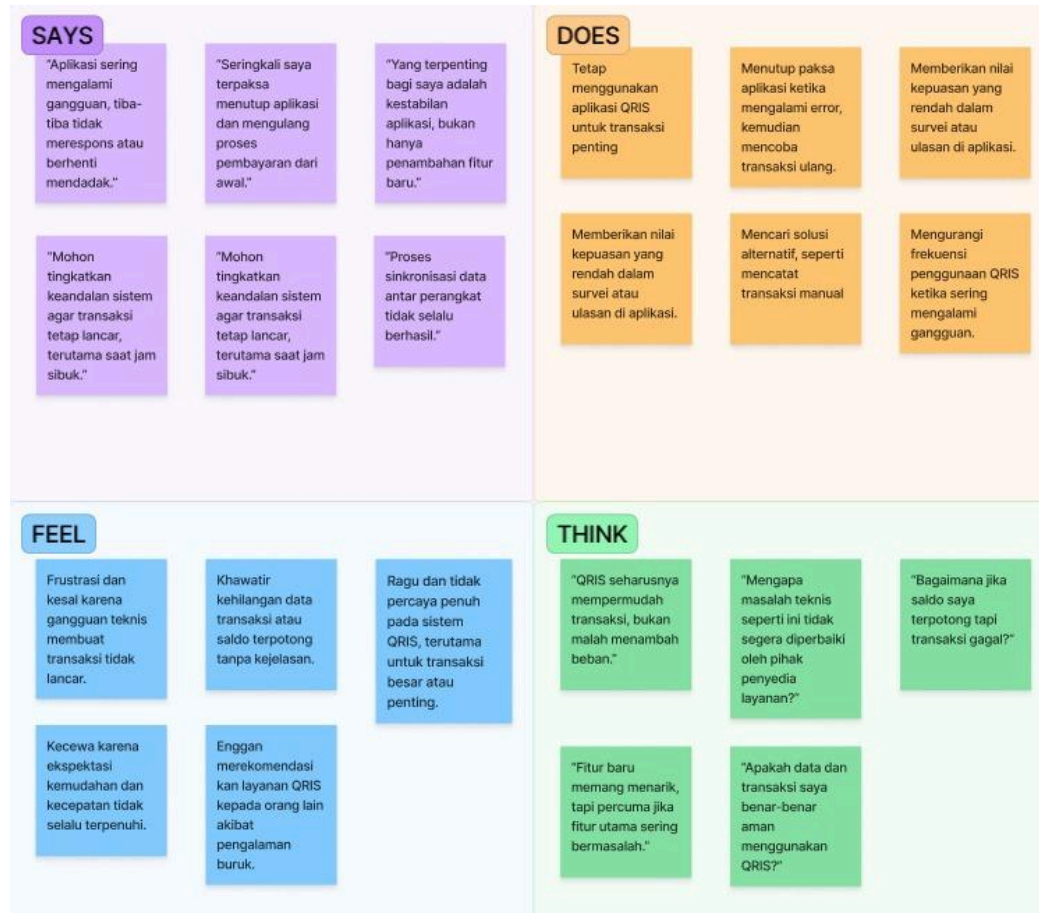 SAYS
"Aplikasi sering
mengalami
gangguan, tiba-
tiba tidak
merespons atau
berhenti
mendadak."
"Seringkali saya
terpaksa
menutup aplikasi
dan mengulang
proses
pembayaran dari
awal."
"Yang terpenting
bagi saya adalah
kestabilan
aplikasi, bukan
hanya
penambahan fitur
baru."
"Mohon
tingkatkan
keandalan sistem
agar transaksi
tetap lancar,
terutama saat jam
sibuk."
"Mohon
tingkatkan
keandalan sistem
agar transaksi
tetap lancar,
terutama saat jam
sibuk."
"Proses
sinkronisasi data
antar perangkat
tidak selalu
berhasil."
DOES
Tetap
menggunakan
aplikasi QRIS
untuk transaksi
penting
Menutup paksa
aplikasi ketika
mengalami error,
kemudian
mencoba
transaksi ulang.
Memberikan nilai
kepuasan yang
rendah dalam
survei atau
ulasan di aplikasi.
Memberikan nilai
kepuasan yang
rendah dalam
survei atau
ulasan di aplikasi.
Mencari solusi
alternatif, seperti
mencatat
transaksi manual
Mengurangi
frekuensi
penggunaan QRIS
ketika sering
mengalami
gangguan.
FEEL
Frustrasi dan
kesal karena
gangguan teknis
membuat
transaksi tidak
lancar.
Khawatir
kehilangan data
transaksi atau
saldo terpotong
tanpa kejelasan.
Ragu dan tidak
percaya penuh
pada sistem
QRIS, terutama
untuk transaksi
besar atau
penting.
Kecewa karena
ekspektasi
kemudahan dan
kecepatan tidak
selalu terpenuhi.
Enggan
merekomendasi
kan layanan QRIS
kepada orang lain
akibat
pengalaman
buruk.
THINK
"QRIS seharusnya
mempermudah
transaksi, bukan
malah menambah
beban."
"Mengapa
masalah teknis
seperti ini tidak
segera diperbaiki
oleh pihak
penyedia
layanan?"
"Bagaimana jika
saldo saya
terpotong tapi
transaksi gagal?"
"Fitur baru
memang menarik,
tapi percuma jika
fitur utama sering
bermasalah."
"Apakah data dan
transaksi saya
benar-benar
aman
menggunakan
QRIS?"